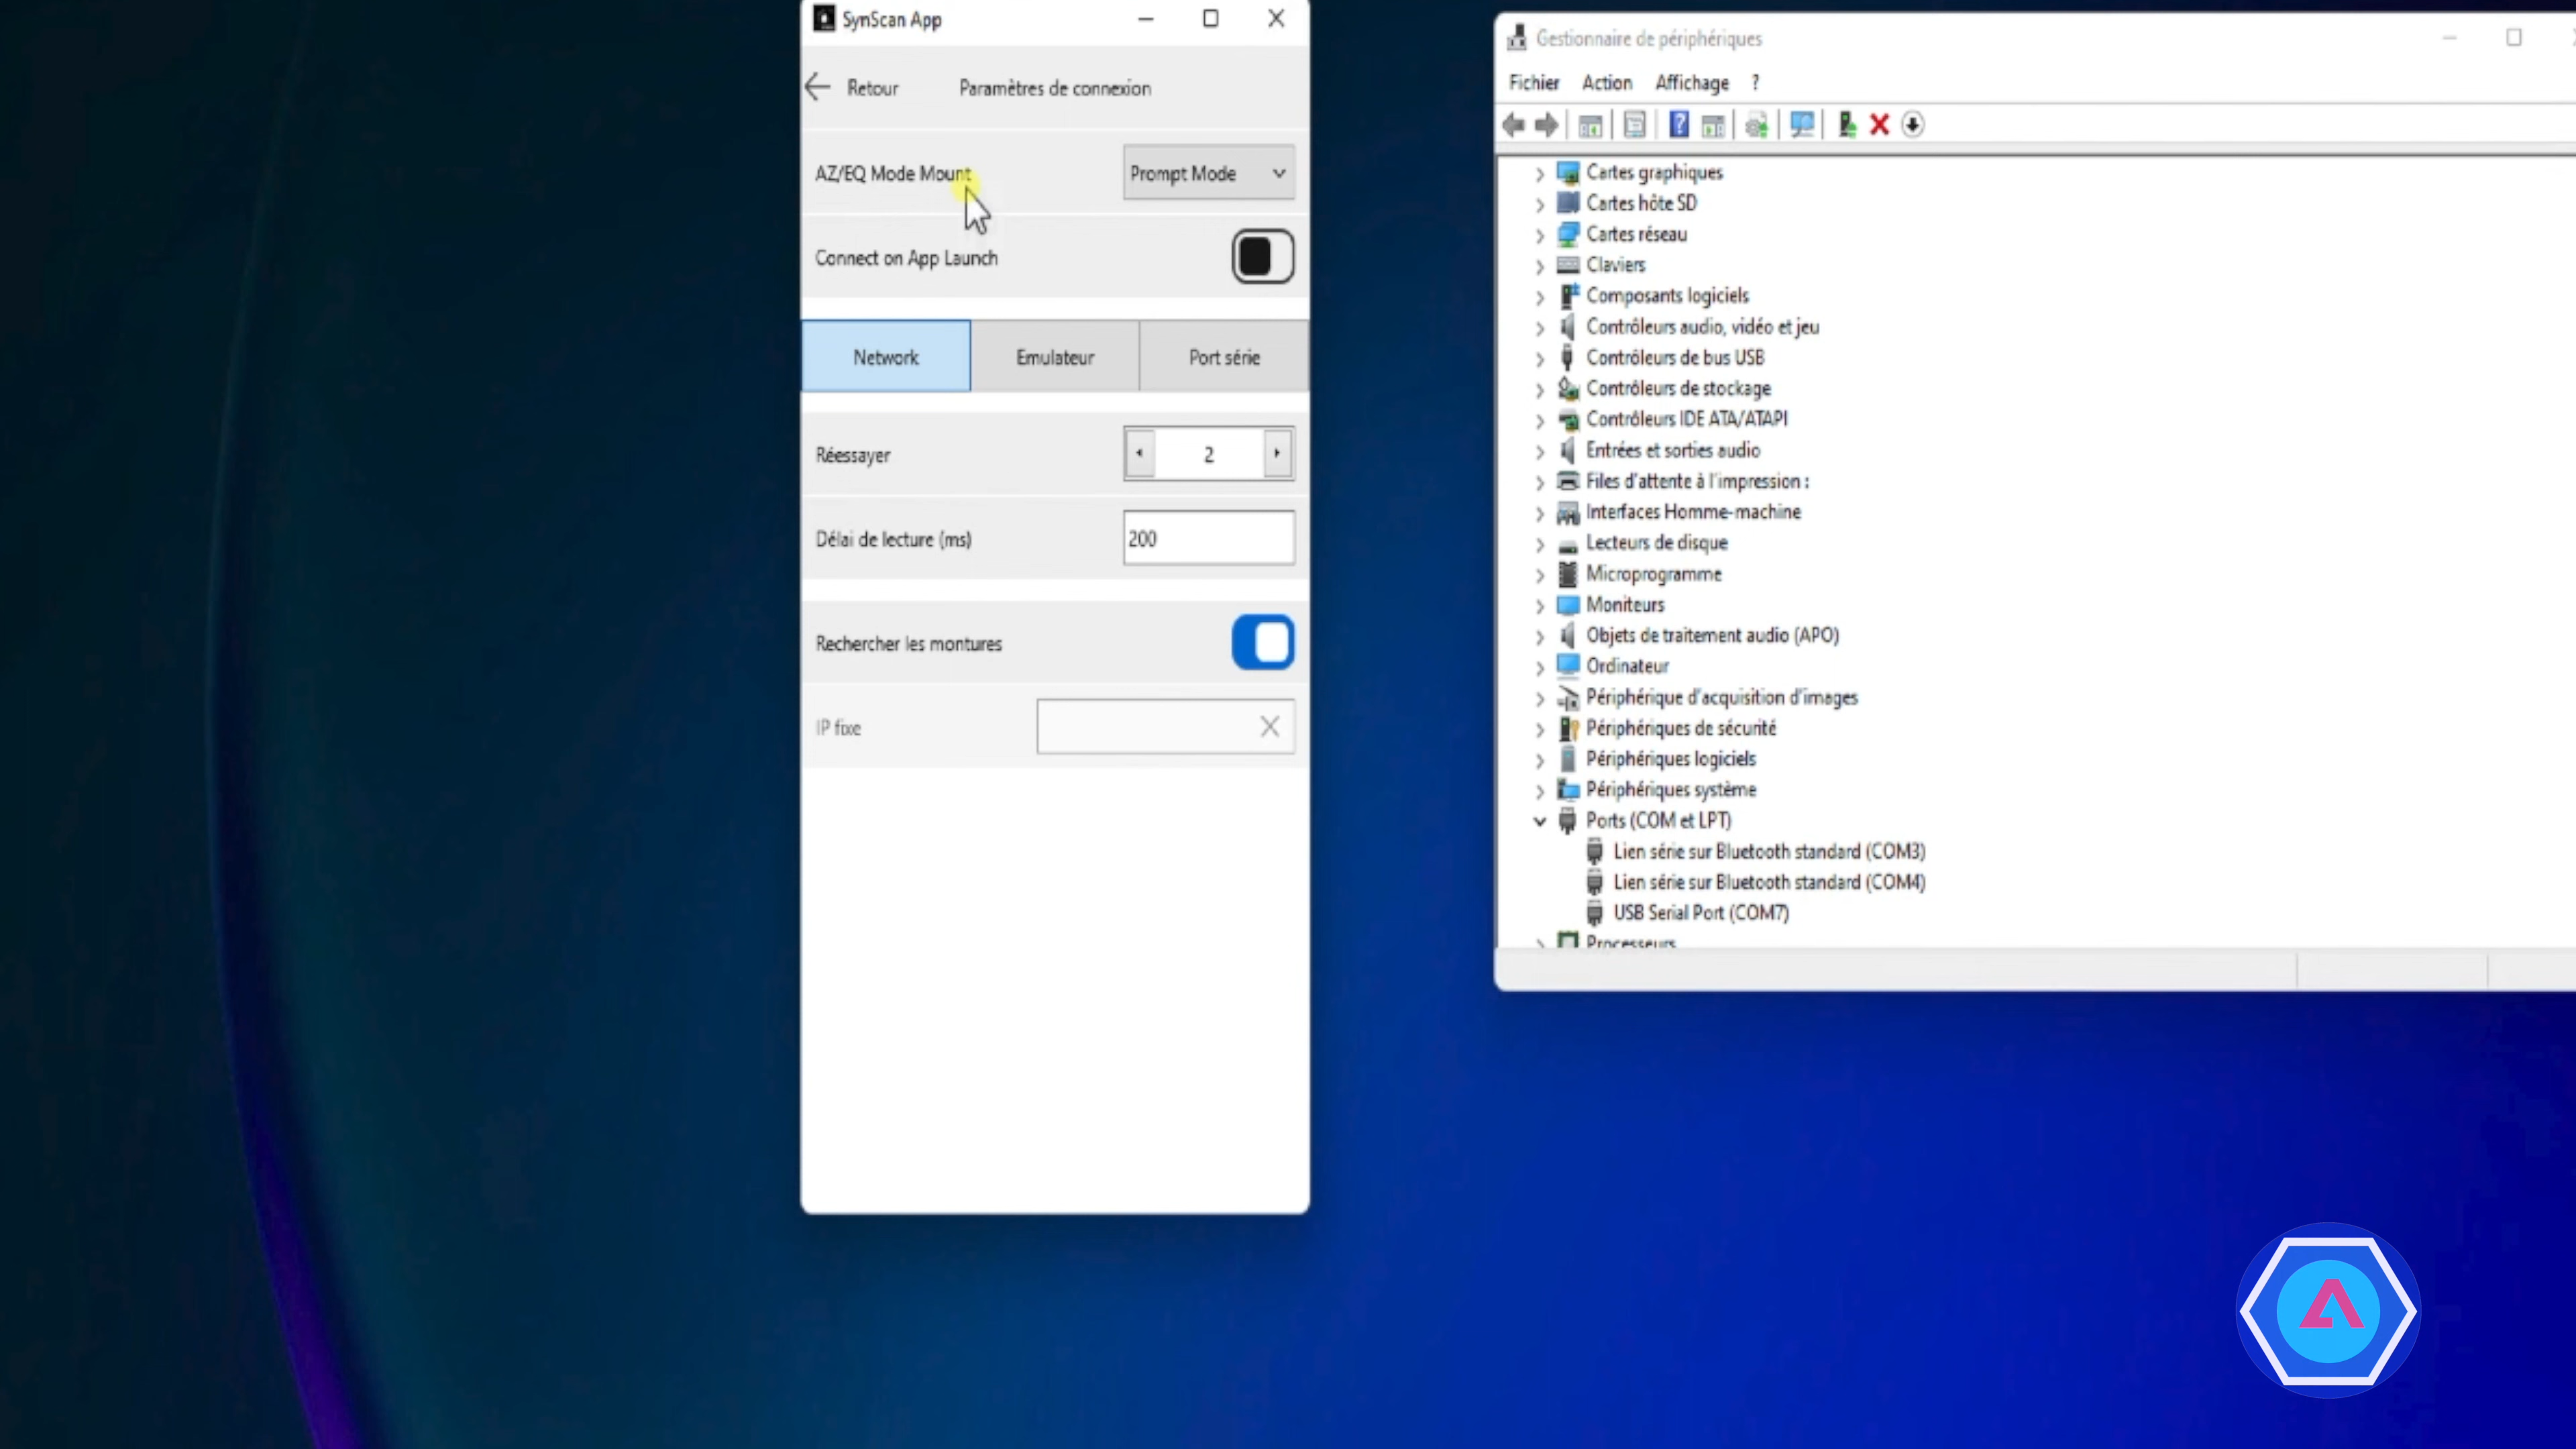 SynScan App
Retour
Paramètres de connexion
AZ/EQ Mode Mount
Prompt Mode
Connect on App Launch
Network
Emulateur
Port série
Réessayer
2
Délai de lecture (ms)
200
Rechercher les montures
IP fixe
Gestionnaire de périphériques
Fichier Action Affichage ?
Cartes graphiques
Cartes hôte SD
Cartes réseau
Claviers
Composants logiciels
Contrôleurs audio, vidéo et jeu
Contrôleurs de bus USB
Contrôleurs de stockage
Contrôleurs IDE ATA/ATAPI
Entrées et sorties audio
Files d'attente à l'impression :
Interfaces Homme-machine
Lecteurs de disque
Microprogramme
Moniteurs
Objets de traitement audio (APO)
Ordinateur
Périphérique d'acquisition d'images
Périphériques de sécurité
Périphériques logiciels
Périphériques système
Ports (COM et LPT)
Lien série sur Bluetooth standard (COM3)
Lien série sur Bluetooth standard (COM4)
USB Serial Port (COM7)
Processeurs